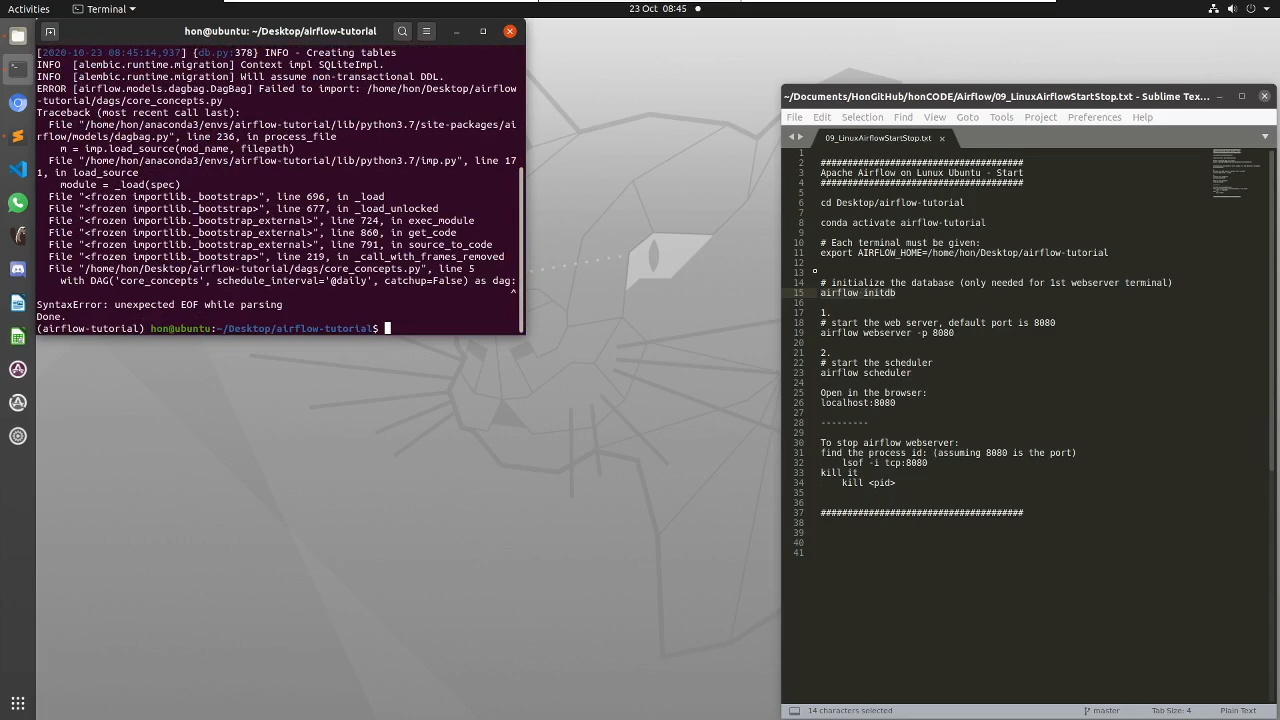 Activities
Terminal
23 Oct 08:45
hon@ubuntu: ~/Desktop/airflow-tutorial
[2020-10-23 08:45:14,937] {db.py:378} INFO - Creating tables
INFO  [alembic.runtime.migration] Context impl SQLiteImpl.
INFO  [alembic.runtime.migration] Will assume non-transactional DDL.
ERROR [airflow.models.dagbag.DagBag] Failed to import: /home/hon/Desktop/airflow
-tutorial/dags/core_concepts.py
Traceback (most recent call last):
  File "/home/hon/anaconda3/envs/airflow-tutorial/lib/python3.7/site-packages/ai
rflow/models/dagbag.py", line 236, in process_file
    m = imp.load_source(mod_name, filepath)
  File "/home/hon/anaconda3/envs/airflow-tutorial/lib/python3.7/imp.py", line 17
1, in load_source
    module = _load(spec)
  File "<frozen importlib._bootstrap>", line 696, in _load
  File "<frozen importlib._bootstrap>", line 677, in _load_unlocked
  File "<frozen importlib._bootstrap_external>", line 724, in exec_module
  File "<frozen importlib._bootstrap_external>", line 860, in get_code
  File "<frozen importlib._bootstrap_external>", line 791, in source_to_code
  File "<frozen importlib._bootstrap>", line 219, in _call_with_frames_removed
  File "/home/hon/Desktop/airflow-tutorial/dags/core_concepts.py", line 5
    with DAG('core_concepts', schedule_interval='@daily', catchup=False) as dag:
^
SyntaxError: unexpected EOF while parsing
Done.
(airflow-tutorial) hon@ubuntu:~/Desktop/airflow-tutorial$
~/Documents/HonGitHub/honCODE/Airflow/09_LinuxAirflowStartStop.txt - Sublime Tex...
File Edit Selection Find View Goto Tools Project Preferences Help
09_LinuxAirflowStartStop.txt
1
2 ######################################
3 Apache Airflow on Lunux Ubuntu - Start
4 ######################################
5
6 cd Desktop/airflow-tutorial
7
8 conda activate airflow-tutorial
9
10 # Each terminal must be given:
11 export AIRFLOW_HOME=/home/hon/Desktop/airflow-tutorial
12
13
14 # initialize the database (only needed for 1st webserver terminal)
15 airflow initdb
16
17 1.
18 # start the web server, default port is 8080
19 airflow webserver -p 8080
20
21 2.
22 # start the scheduler
23 airflow scheduler
24
25 Open in the browser:
26 localhost:8080
27
28 ---------
29
30 To stop airflow webserver:
31 find the process id: (assuming 8080 is the port)
32     lsof -i tcp:8080
33 kill it
34     kill <pid>
35
36
37 ######################################
38
39
40
41
14 characters selected
master
Tab Size: 4
Plain Text